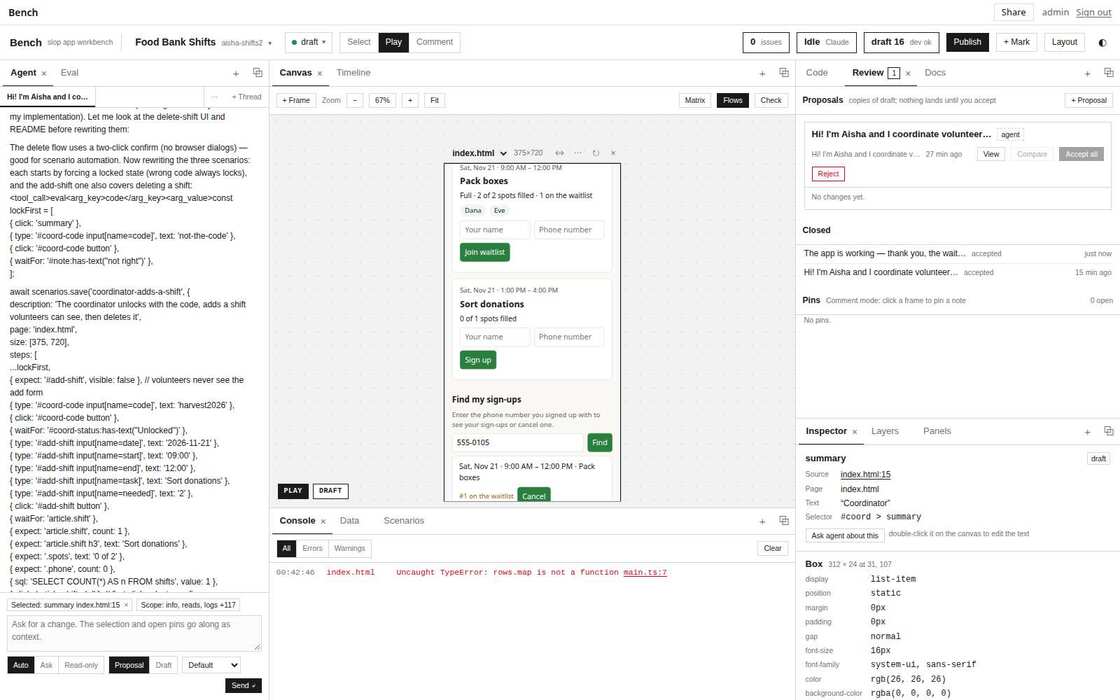 Bench
Share admin Sign out
Bench slop app workbench Food Bank Shifts aisha-shifts2 draft Select Play Comment 0 issues Idle Claude draft 16 dev ok Publish + Mark Layout
Agent × Eval +
Hi! I'm Aisha and I co… ··· + Thread
my implementation). Let me look at the delete-shift UI and
README before rewriting them:
The delete flow uses a two-click confirm (no browser dialogs) —
good for scenario automation. Now rewriting the three scenarios:
each starts by forcing a locked state (wrong code always locks),
and the add-shift one also covers deleting a shift:
<tool_call>eval<arg_key>code</arg_key><arg_value>const
lockFirst = [
{ click: 'summary' },
{ type: '#coord-code input[name=code]', text: 'not-the-code' },
{ click: '#coord-code button' },
{ waitFor: '#note:has-text("not right")' },
];
await scenarios.save('coordinator-adds-a-shift', {
description: 'The coordinator unlocks with the code, adds a shift
volunteers can see, then deletes it',
page: 'index.html',
size: [375, 720],
steps; [
...lockFirst,
{ expect: '#add-shift', visible: false }, // volunteers never see the
add form
{ type: '#coord-code input[name=code]', text: 'harvest2026' },
{ click: '#coord-code button' },
{ waitFor: '#coord-status:has-text("Unlocked")' },
{ type: '#add-shift input[name=date]', text: '2026-11-21' },
{ type: '#add-shift input[name=start]', text: '09:00' },
{ type: '#add-shift input[name=end]', text: '12:00' },
{ type: '#add-shift input[name=task]', text: 'Sort donations' },
{ type: '#add-shift input[name=needed]', text: '2' },
{ click: '#add-shift button' },
{ waitFor: 'article.shift' },
{ expect: 'article.shift', count: 1 },
{ expect: 'article.shift h3', text: 'Sort donations' },
{ expect: '.spots', text: '0 of 2' },
{ expect: '.phone', count: 0 },
{ sql: 'SELECT COUNT(*) AS n FROM shifts', value: 1 },
Selected: summary index.html:15 × Scope: info, reads, logs +117
Ask for a change. The selection and open pins go along as
context.
Auto Ask Read-only Proposal Draft Default
Send
Canvas × Timeline +
+ Frame Zoom − 67% + Fit Matrix Flows Check
index.html 375×720 ··· ×
Sat, Nov 21 · 9:00 AM – 12:00 PM
Pack boxes
Full · 2 of 2 spots filled · 1 on the waitlist
Dana Eve
Your name Phone number
Join waitlist
Sat, Nov 21 · 1:00 PM – 4:00 PM
Sort donations
0 of 1 spots filled
Your name Phone number
Sign up
Find my sign-ups
Enter the phone number you signed up with to
see your sign-ups or cancel one.
555-0105 Find
Sat, Nov 21 · 9:00 AM – 12:00 PM · Pack
boxes
#1 on the waitlist Cancel
PLAY DRAFT
Console × Data Scenarios +
All Errors Warnings Clear
00:42:46 index.html Uncaught TypeError: rows.map is not a function main.ts:7
Code Review 1 × Docs +
Proposals copies of draft; nothing lands until you accept + Proposal
Hi! I'm Aisha and I coordinate volunteer… agent
Hi! I'm Aisha and I coordinate v… 27 min ago View Compare Accept all
Reject
No changes yet.
Closed
The app is working — thank you, the wait… accepted just now
Hi! I'm Aisha and I coordinate volunteer… accepted 15 min ago
Pins Comment mode: click a frame to pin a note 0 open
No pins.
Inspector × Layers Panels +
summary draft
Source index.html:15
Page index.html
Text “Coordinator”
Selector #coord > summary
Ask agent about this double-click it on the canvas to edit the text
Box 312 × 24 at 31, 107
display list-item
position static
margin 0px
padding 0px
gap normal
font-size 16px
font-family system-ui, sans-serif
color rgb(26, 26, 26)
background-color rgba(0, 0, 0, 0)